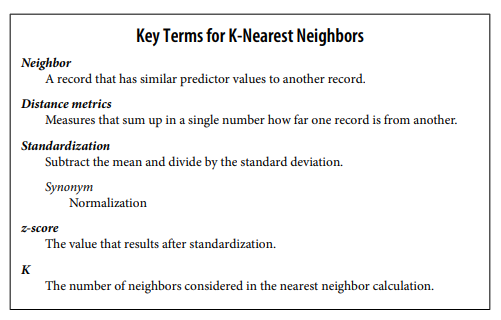 Key Terms for K-Nearest Neighbors
Neighbor
A record that has similar predictor values to another record.
Distance metrics
Measures that sum up in a single number how far one record is from another.
Standardization
Subtract the mean and divide by the standard deviation.
Synonym
Normalization
z-score
The value that results after standardization.
K
The number of neighbors considered in the nearest neighbor calculation.